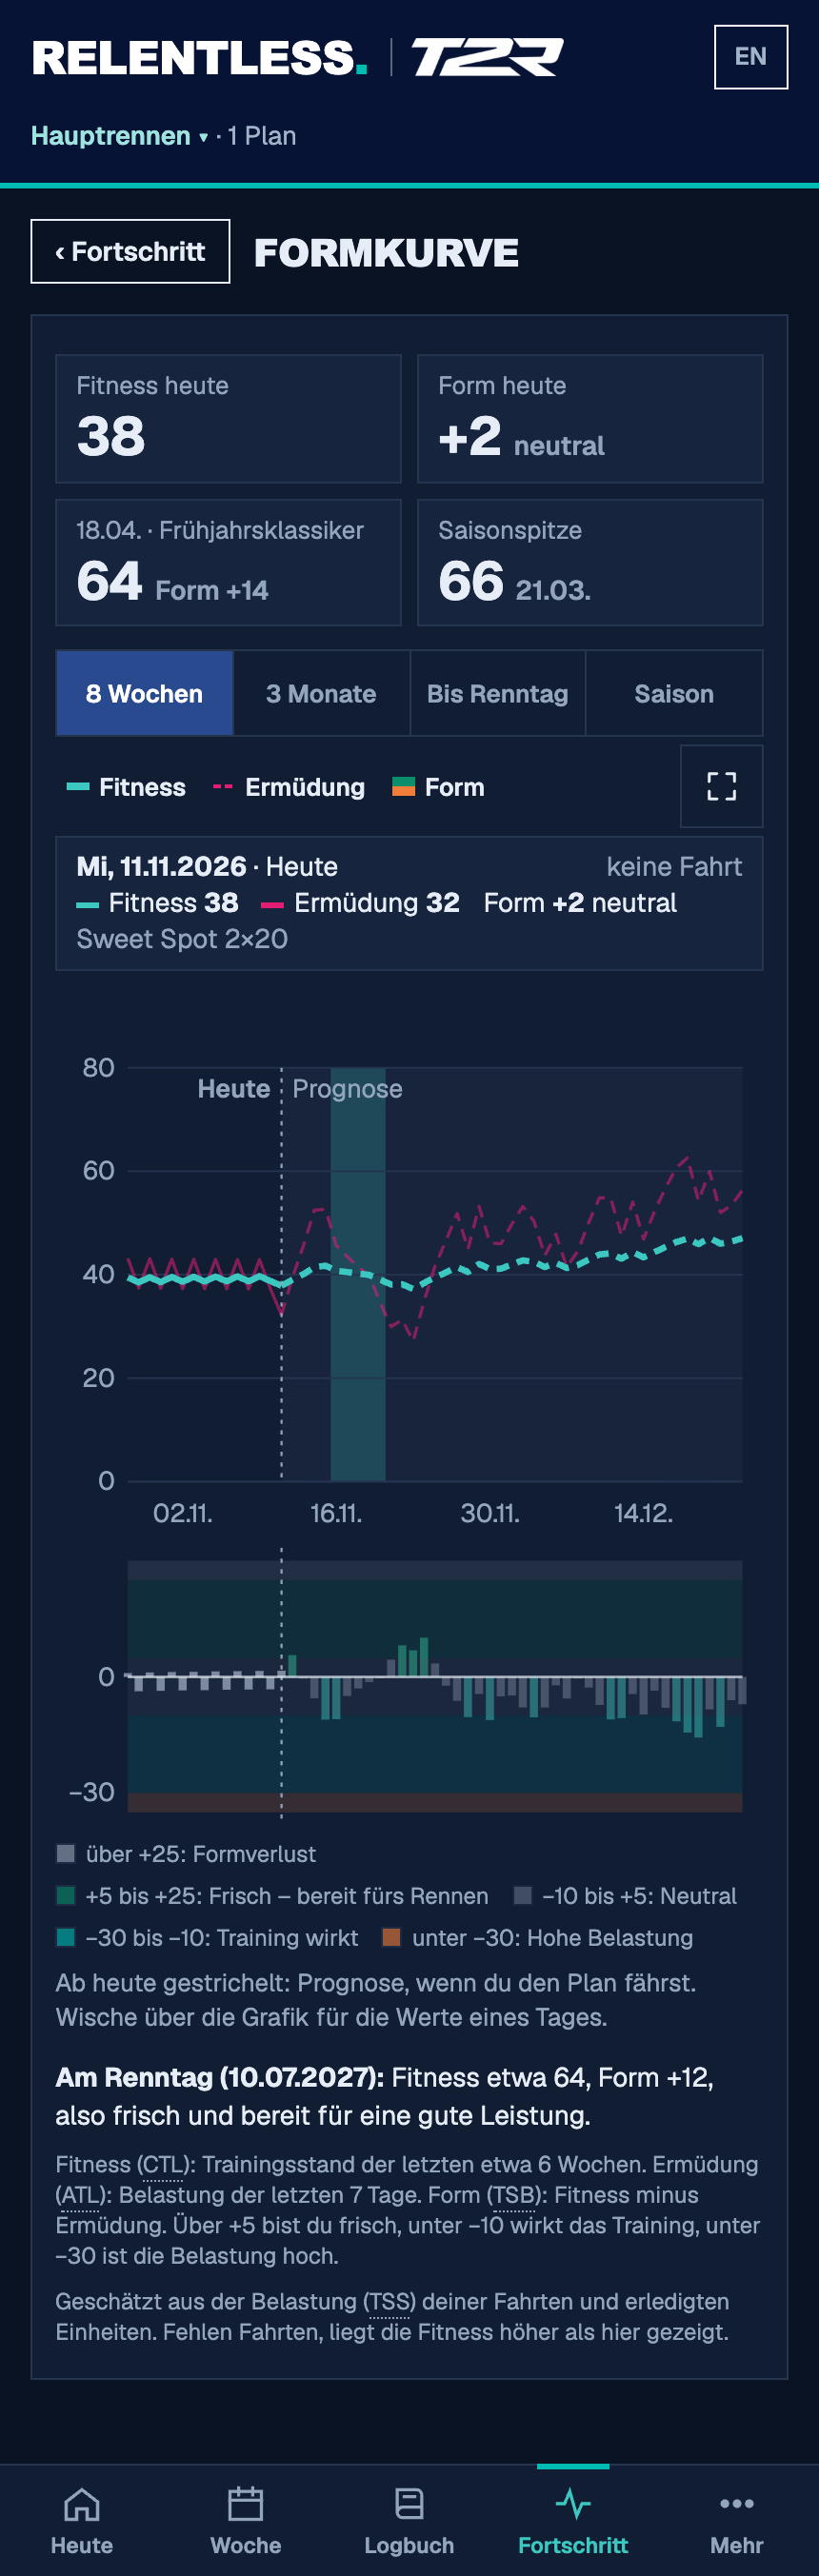 RELENTLESS. | T2R
EN
Hauptrennen ▾ · 1 Plan
‹ Fortschritt
FORMKURVE
Fitness heute
38
Form heute
+2 neutral
18.04. · Frühjahrsklassiker
64 Form +14
Saisonspitze
66 21.03.
8 Wochen
3 Monate
Bis Renntag
Saison
Fitness
Ermüdung
Form
Mi, 11.11.2026 · Heute
keine Fahrt
Fitness 38 Ermüdung 32 Form +2 neutral
Sweet Spot 2×20
80
Heute Prognose
60
40
20
0
02.11. 16.11. 30.11. 14.12.
0
−30
über +25: Formverlust
+5 bis +25: Frisch – bereit fürs Rennen
−10 bis +5: Neutral
−30 bis −10: Training wirkt
unter −30: Hohe Belastung
Ab heute gestrichelt: Prognose, wenn du den Plan fährst.
Wische über die Grafik für die Werte eines Tages.
Am Renntag (10.07.2027): Fitness etwa 64, Form +12,
also frisch und bereit für eine gute Leistung.
Fitness (CTL): Trainingsstand der letzten etwa 6 Wochen. Ermüdung
(ATL): Belastung der letzten 7 Tage. Form (TSB): Fitness minus
Ermüdung. Über +5 bist du frisch, unter −10 wirkt das Training, unter
−30 ist die Belastung hoch.
Geschätzt aus der Belastung (TSS) deiner Fahrten und erledigten
Einheiten. Fehlen Fahrten, liegt die Fitness höher als hier gezeigt.
Heute
Woche
Logbuch
Fortschritt
Mehr